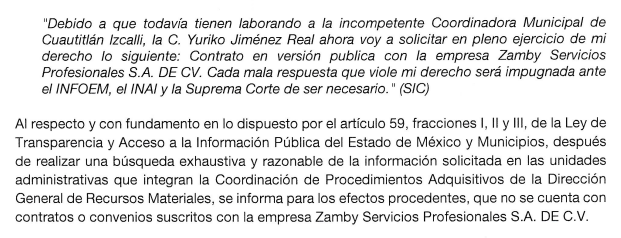 "Debido a que todavía tienen laborando a la incompetente Coordinadora Municipal de
Cuautitlán Izcalli, la C. Yuriko Jiménez Real ahora voy a solicitar en pleno ejercicio de mi
derecho lo siguiente: Contrato en versión publica con la empresa Zamby Servicios
Profesionales S.A. DE CV. Cada mala respuesta que viole mi derecho será impugnada ante
el INFOEM, el INAI y la Suprema Corte de ser necesario." (SIC)
Al respecto y con fundamento en lo dispuesto por el artículo 59, fracciones I, II y III, de la Ley de
Transparencia y Acceso a la Información Pública del Estado de México y Municipios, después
de realizar una búsqueda exhaustiva y razonable de la información solicitada en las unidades
administrativas que integran la Coordinación de Procedimientos Adquisitivos de la Dirección
General de Recursos Materiales, se informa para los efectos procedentes, que no se cuenta con
contratos o convenios suscritos con la empresa Zamby Servicios Profesionales S.A. DE C.V.